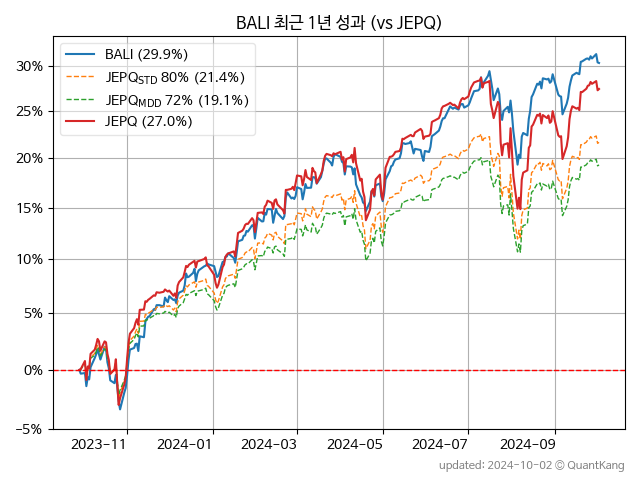 BALI 최근 1년 성과 (vs JEPQ)
BALI (29.9%)
JEPQSTD 80% (21.4%)
JEPQMDD 72% (19.1%)
JEPQ (27.0%)
30%
25%
20%
15%
10%
5%
0%
−5%
2023-11
2024-01
2024-03
2024-05
2024-07
2024-09
updated: 2024-10-02 © QuantKang